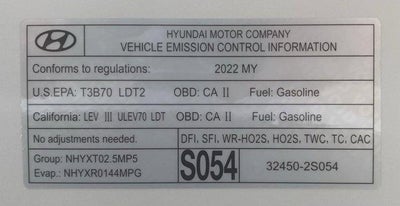 HYUNDAI MOTOR COMPANY
VEHICLE EMISSION CONTROL INFORMATION
Conforms to regulations: 2022 MY
U.S.EPA: T3B70 LDT2 OBD: CA II Fuel: Gasoline
California: LEV III ULEV70 LDT OBD: CA II Fuel: Gasoline
No adjustments needed. DFI, SFI, WR-HO2S, HO2S, TWC, TC, CAC
Group: NHYXT02.5MP5
Evap.: NHYXR0144MPG
S054 32450-2S054